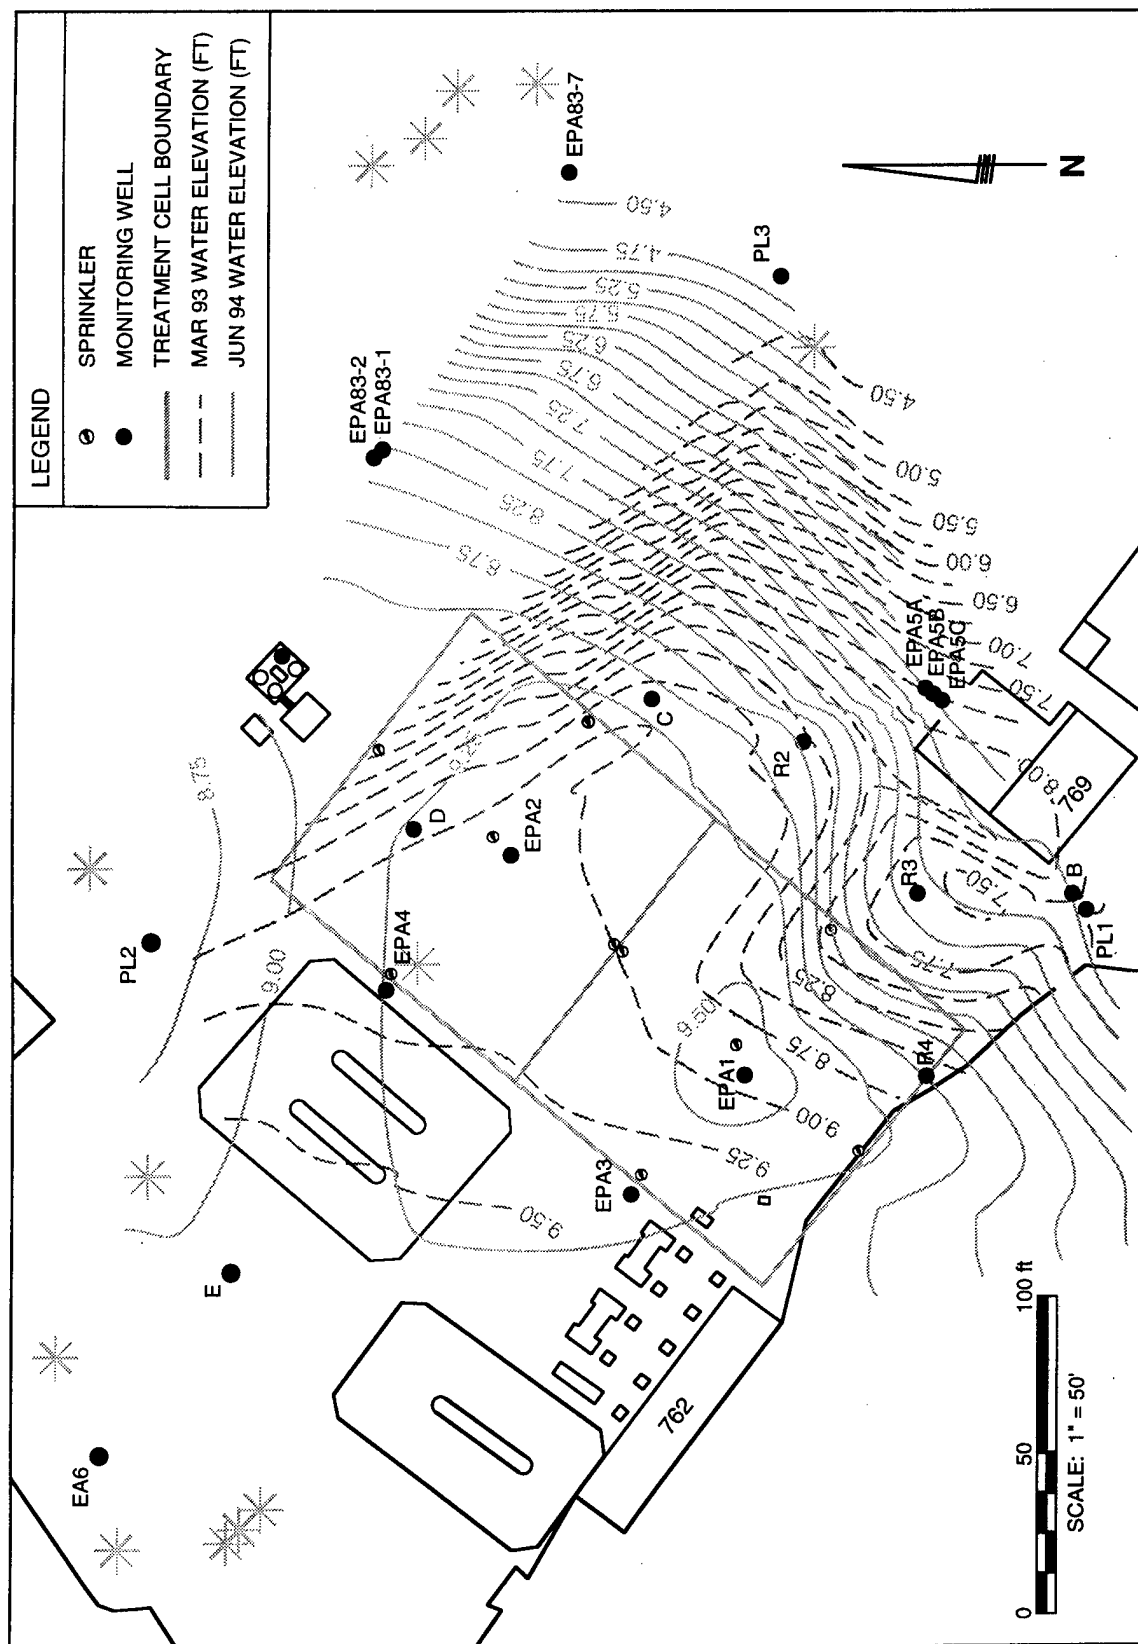 LEGEND
SPRINKLER
MONITORING WELL
TREATMENT CELL BOUNDARY
MAR 93 WATER ELEVATION (FT)
JUN 94 WATER ELEVATION (FT)
EA6
E
PL2
EPA83-2
EPA83-1
EPA83-7
PL3
EPA4
D
EPA2
C
EPA3
EPA1
R2
R3
R4
EPA5A
EPA5B
EPA5C
B
PL1
762
769
8.75
9.00
9.25
9.50
9.50
9.25
9.00
8.75
8.25
7.75
7.50
8.75
8.25
7.75
7.25
6.75
6.25
5.75
5.25
4.75
4.50
4.50
5.00
5.50
6.00
6.50
7.00
7.50
8.00
N
0
50
100 ft
SCALE: 1" = 50'